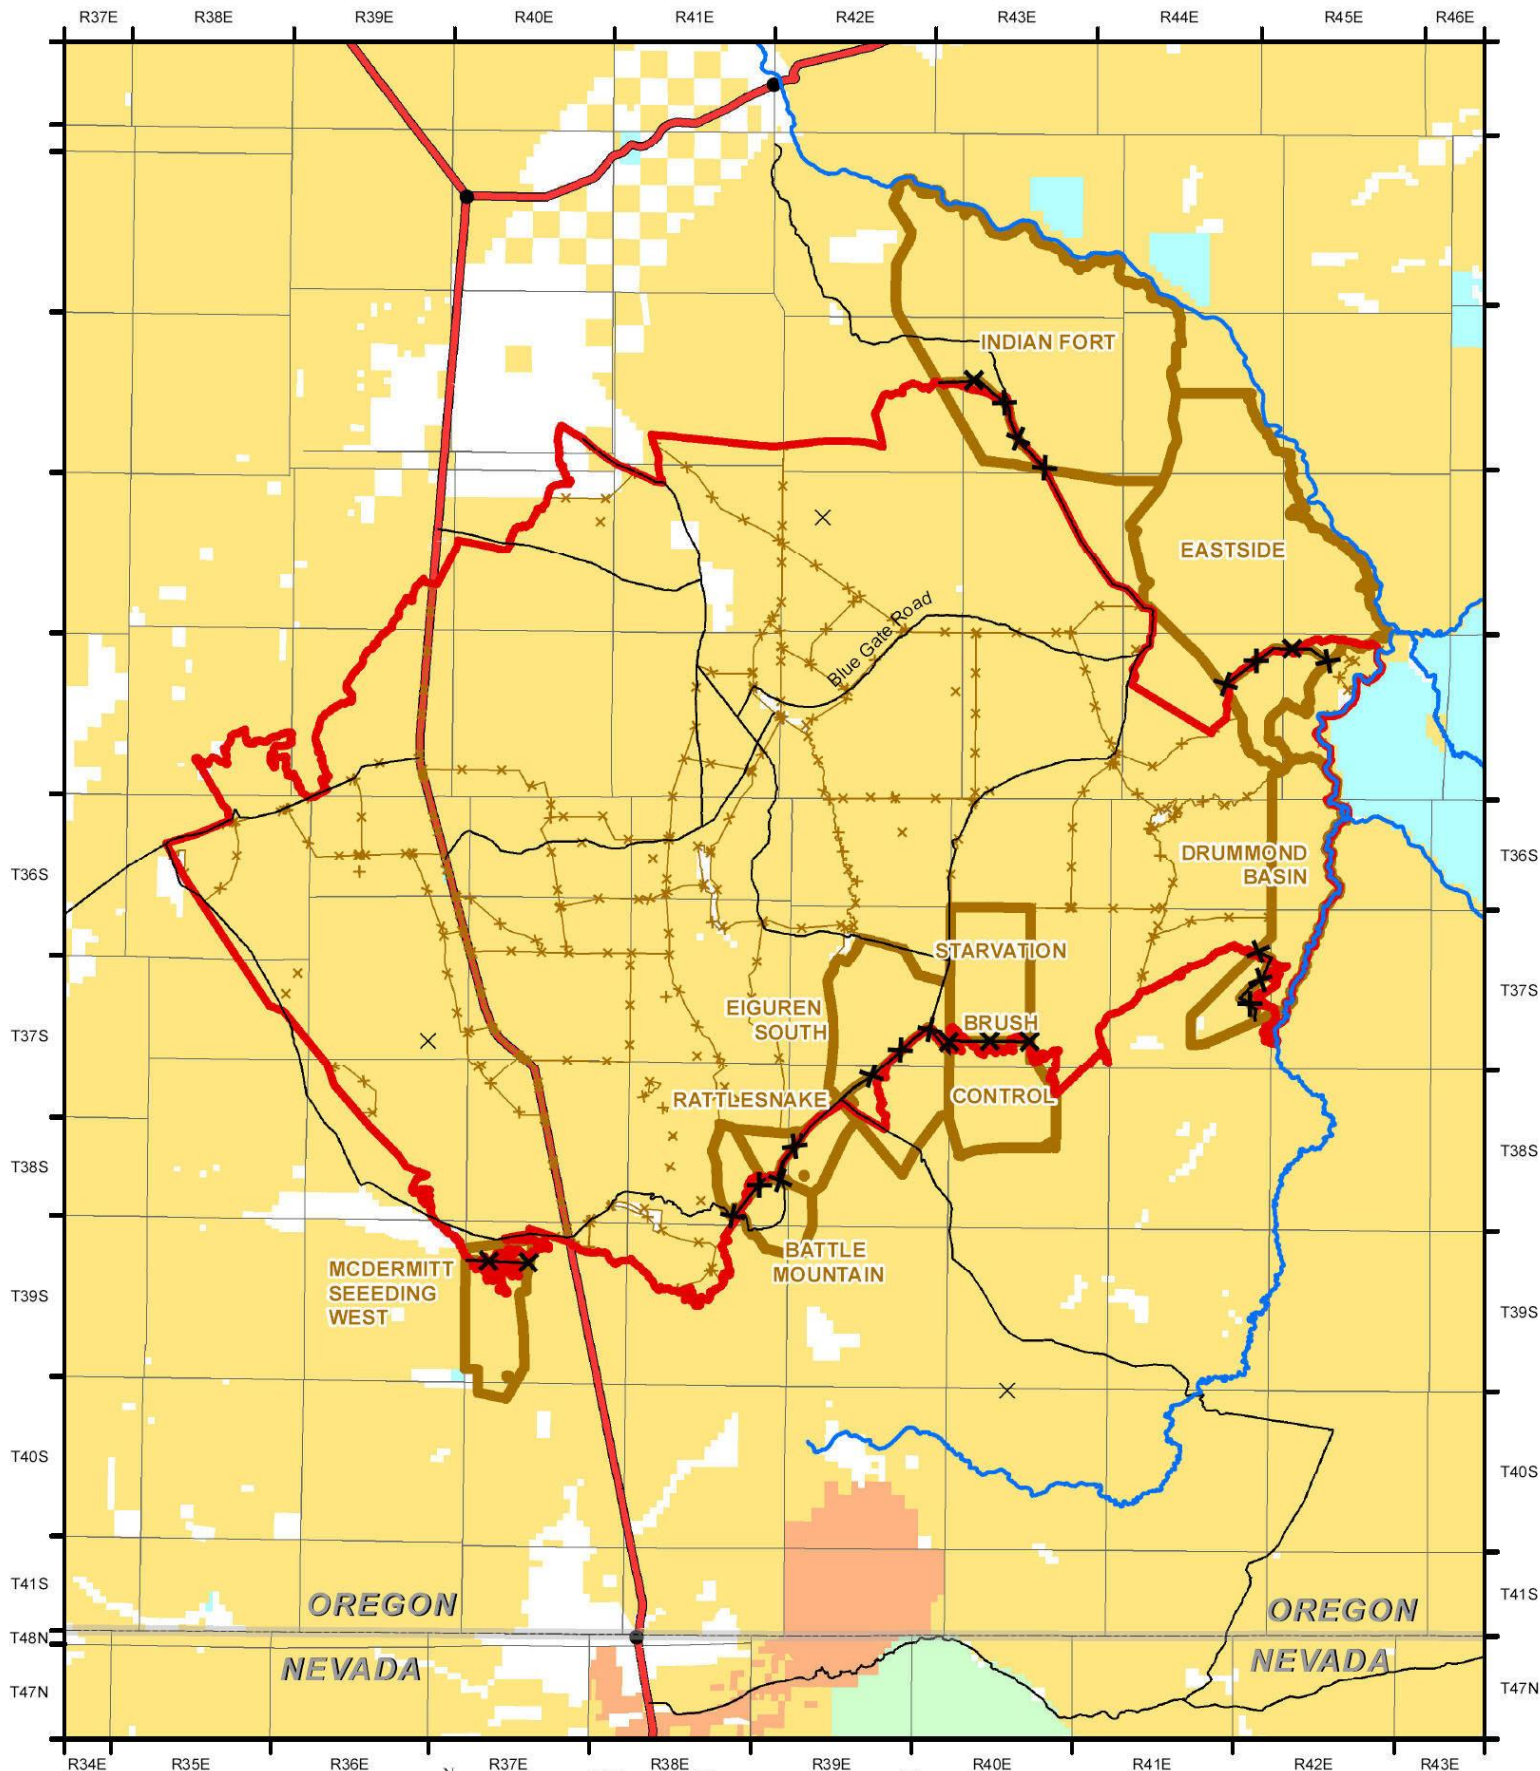 R37E R38E R39E R40E R41E R42E R43E R44E R45E R46E
INDIAN FORT
EASTSIDE
Blue Gate Road
DRUMMOND
BASIN
T36S
T36S
STARVATION
EIGUREN
SOUTH
BRUSH
T37S
T37S
RATTLESNAKE
CONTROL
T38S
T38S
BATTLE
MOUNTAIN
MCDERMITT
SEEEDING
WEST
T39S
T39S
T40S
T40S
T41S
T41S
OREGON
OREGON
T48N
NEVADA
NEVADA
T47N
T47N
R34E R35E R36E R37E R38E R39E R40E R41E R42E R43E